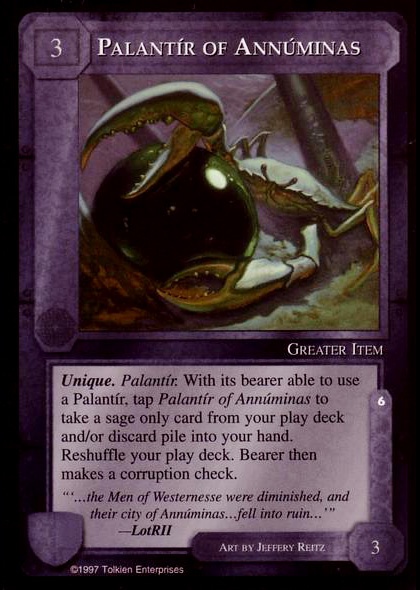 3
PALANTÍR OF ANNÚMINAS
GREATER ITEM
Unique. Palantír. With its bearer able to use
a Palantír, tap Palantír of Annúminas to
take a sage only card from your play deck
and/or discard pile into your hand.
Reshuffle your play deck. Bearer then
makes a corruption check.
6
“‘...the Men of Westernesse were diminished, and
their city of Annúminas...fell into ruin...’”
—LotRII
ART BY JEFFERY REITZ
3
©1997 Tolkien Enterprises